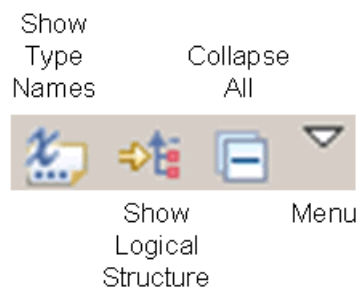 Show
Type
Names
Collapse
All
Show
Logical
Structure
Menu